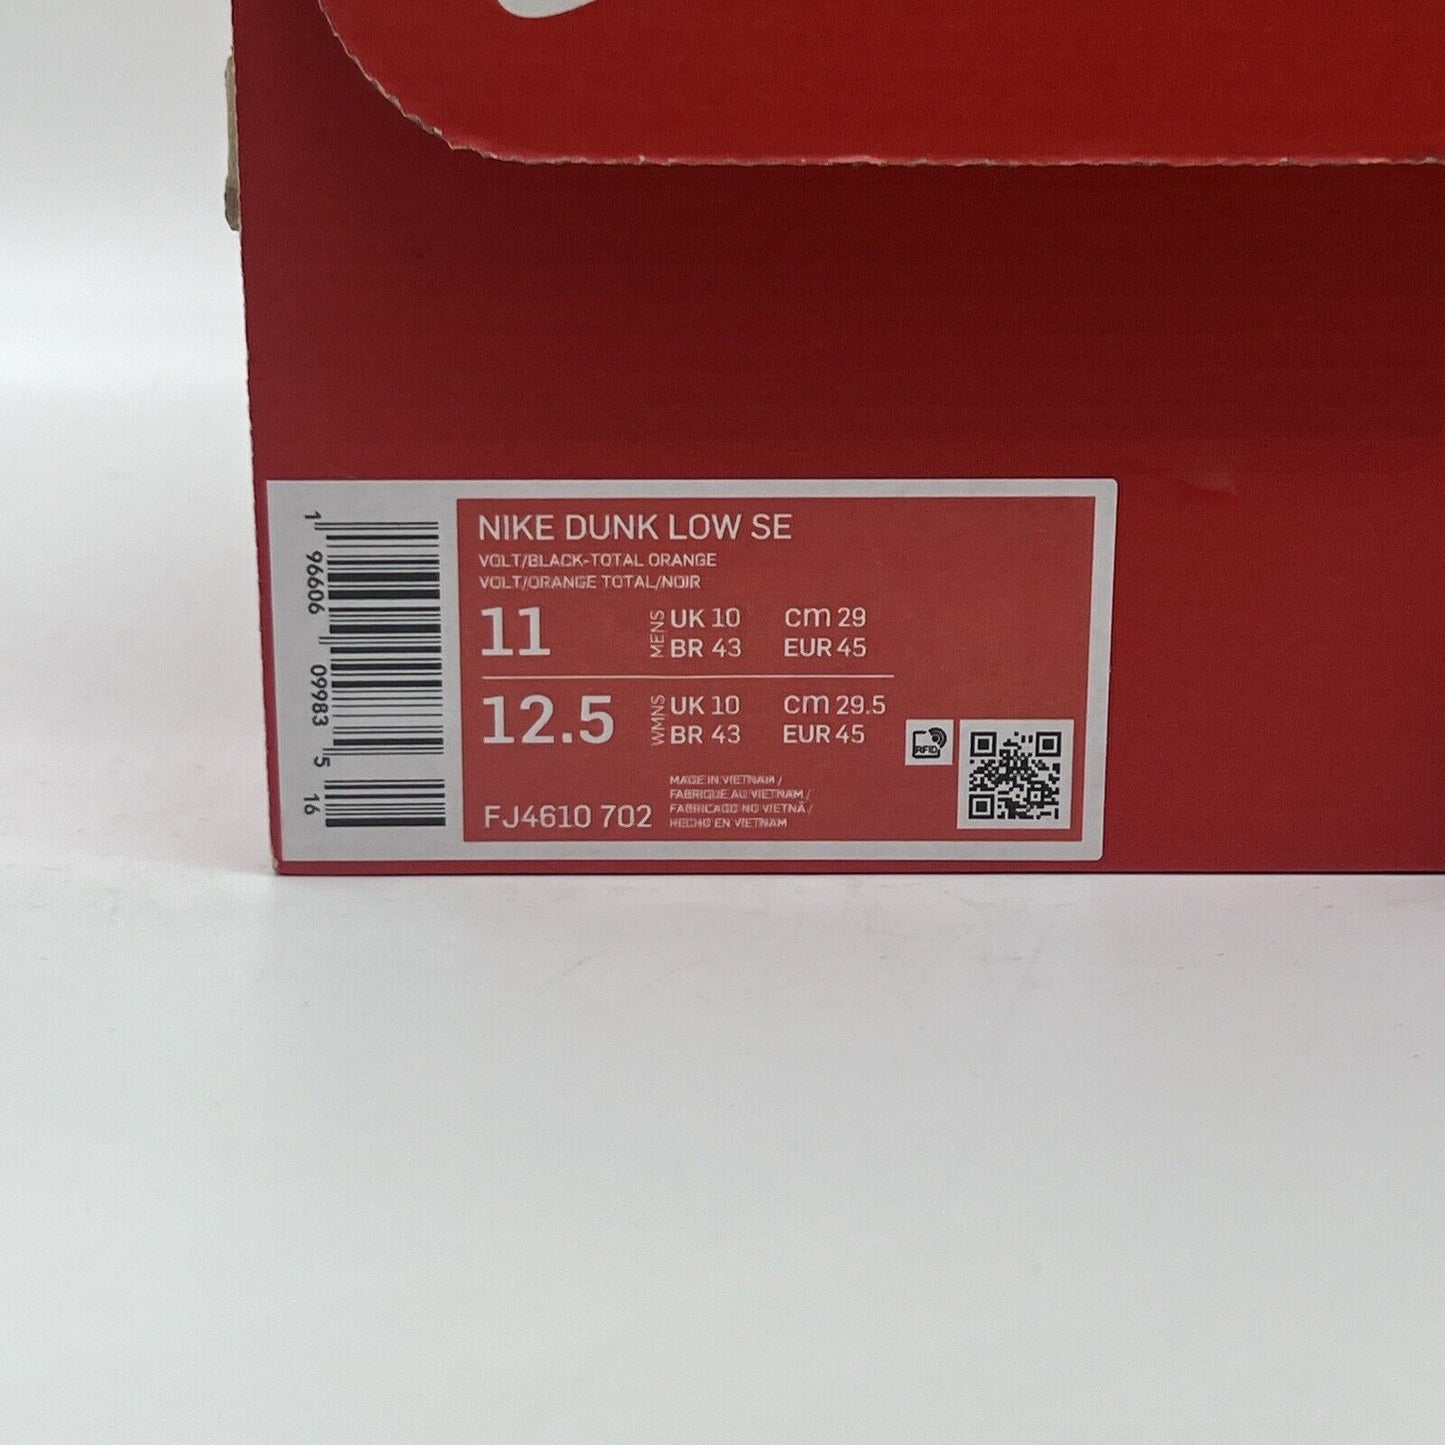 NIKE DUNK LOW SE
VOLT/BLACK-TOTAL ORANGE
VOLT/ORANGE TOTAL/NOIR
11 MENS UK 10 cm 29
BR 43 EUR 45
12.5 WMNS UK 10 cm 29.5
BR 43 EUR 45
RFID
MADE IN VIETNAM /
FABRIQUE AU VIETNAM /
FABRICADO NO VIETNÃ /
HECHO EN VIETNAM
FJ4610 702
1 96606 09983 5 16